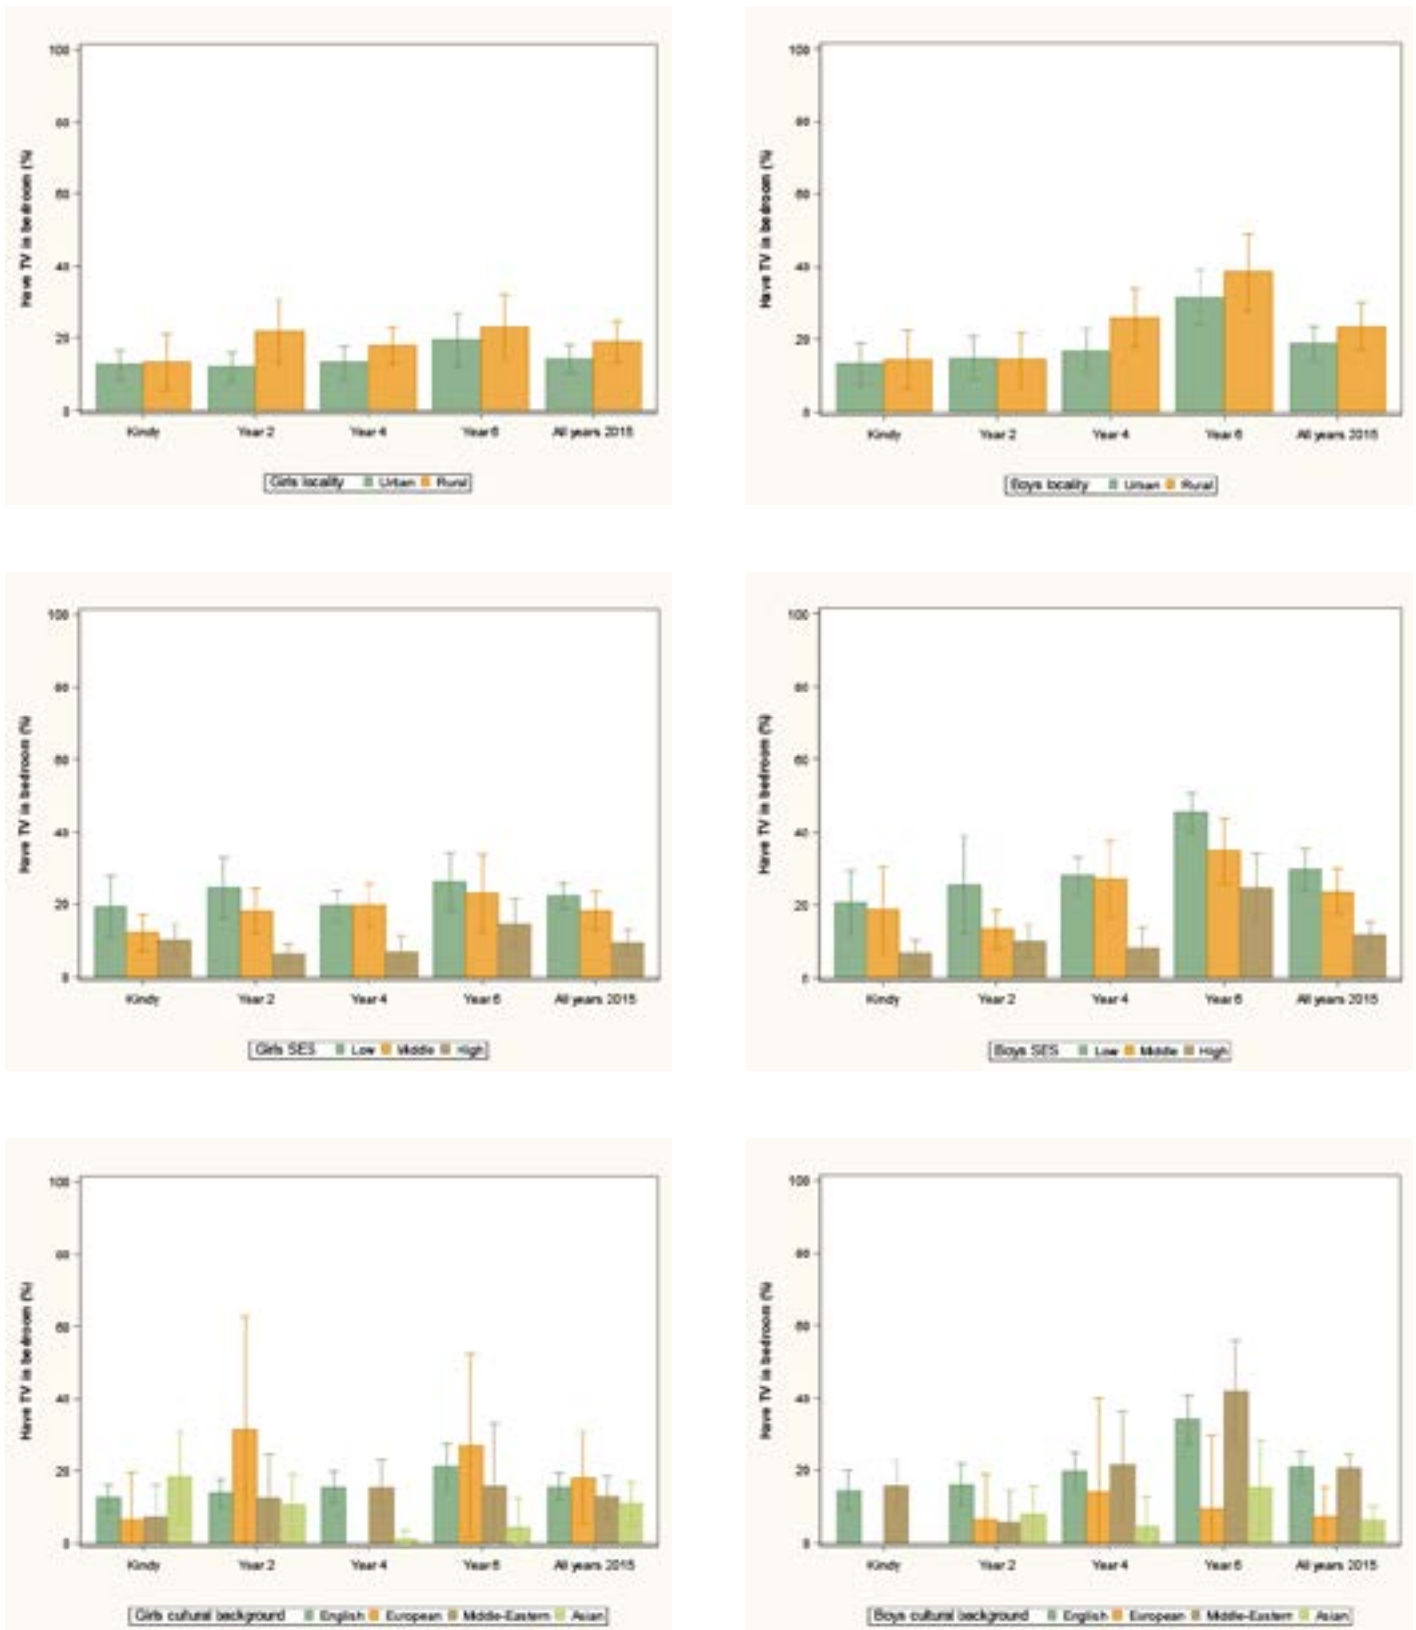 100
80
60
40
20
0
Have TV in bedroom (%)
Kindy Year 2 Year 4 Year 6 All years 2015
Girls locality Urban Rural
100
80
60
40
20
0
Have TV in bedroom (%)
Kindy Year 2 Year 4 Year 6 All years 2015
Boys locality Urban Rural
100
80
60
40
20
0
Have TV in bedroom (%)
Kindy Year 2 Year 4 Year 6 All years 2015
Girls SES Low Middle High
100
80
60
40
20
0
Have TV in bedroom (%)
Kindy Year 2 Year 4 Year 6 All years 2015
Boys SES Low Middle High
100
80
60
40
20
0
Have TV in bedroom (%)
Kindy Year 2 Year 4 Year 6 All years 2015
Girls cultural background English European Middle-Eastern Asian
100
80
60
40
20
0
Have TV in bedroom (%)
Kindy Year 2 Year 4 Year 6 All years 2015
Boys cultural background English European Middle-Eastern Asian